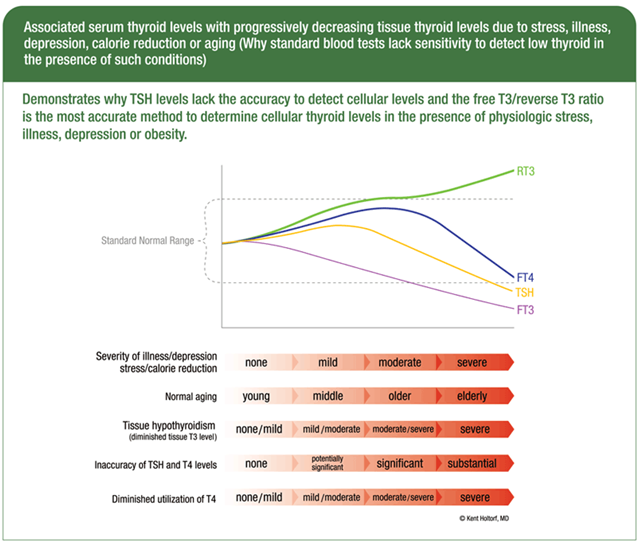 Associated serum thyroid levels with progressively decreasing tissue thyroid levels due to stress, illness,
depression, calorie reduction or aging (Why standard blood tests lack sensitivity to detect low thyroid in
the presence of such conditions)
Demonstrates why TSH levels lack the accuracy to detect cellular levels and the free T3/reverse T3 ratio
is the most accurate method to determine cellular thyroid levels in the presence of physiologic stress,
illness, depression or obesity.
RT3
Standard Normal Range
FT4
TSH
FT3
Severity of illness/depression
stress/calorie reduction
none mild moderate severe
Normal aging young middle older elderly
Tissue hypothyroidism
(diminished tissue T3 level)
none/mild mild/moderate moderate/severe severe
Inaccuracy of TSH and T4 levels none potentially
significant
significant substantial
Diminished utilization of T4 none/mild mild/moderate moderate/severe severe
© Kent Holtorf, MD